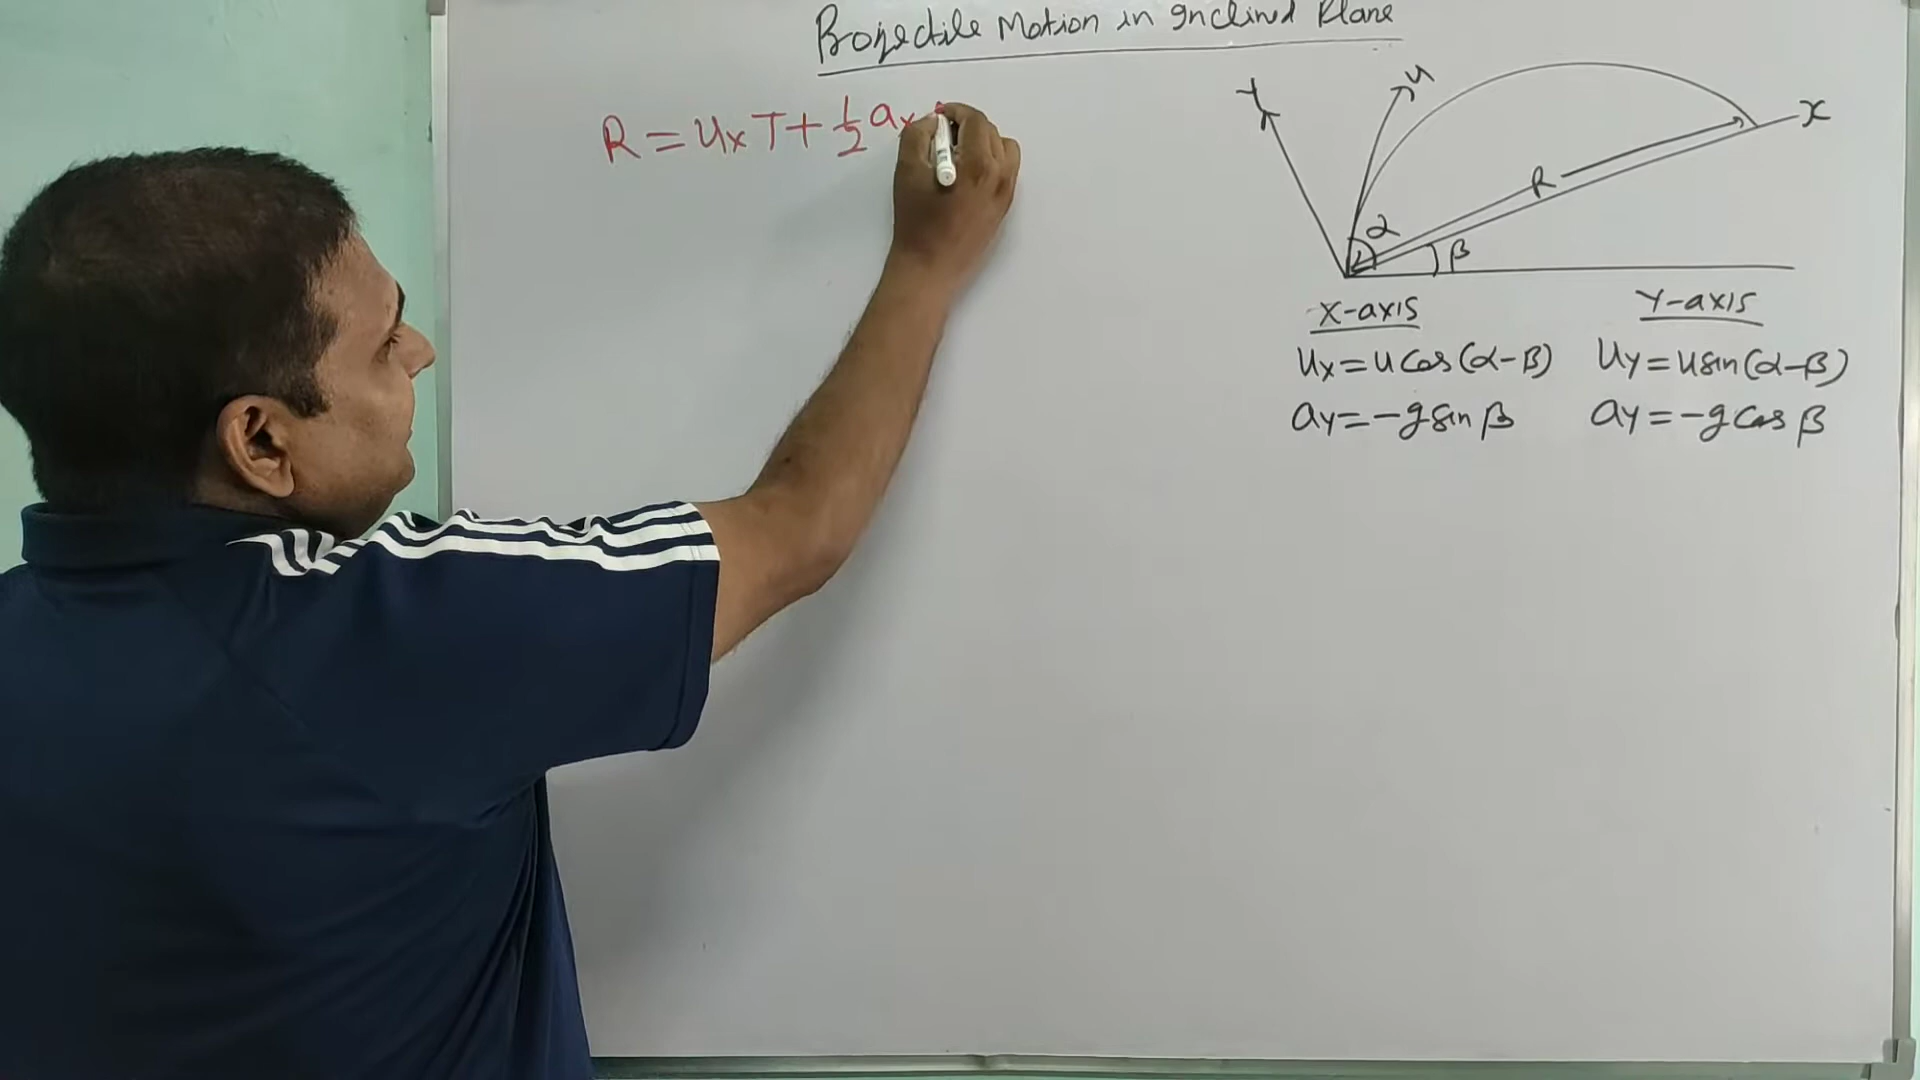 Projectile Motion in Inclined Plane
R = Ux T + 1/2 ax
Y
u
X
R
α
β
X-axis
Y-axis
Ux = u cos (α-β)
Uy = u sin (α-β)
ay = -g sin β
ay = -g cos β